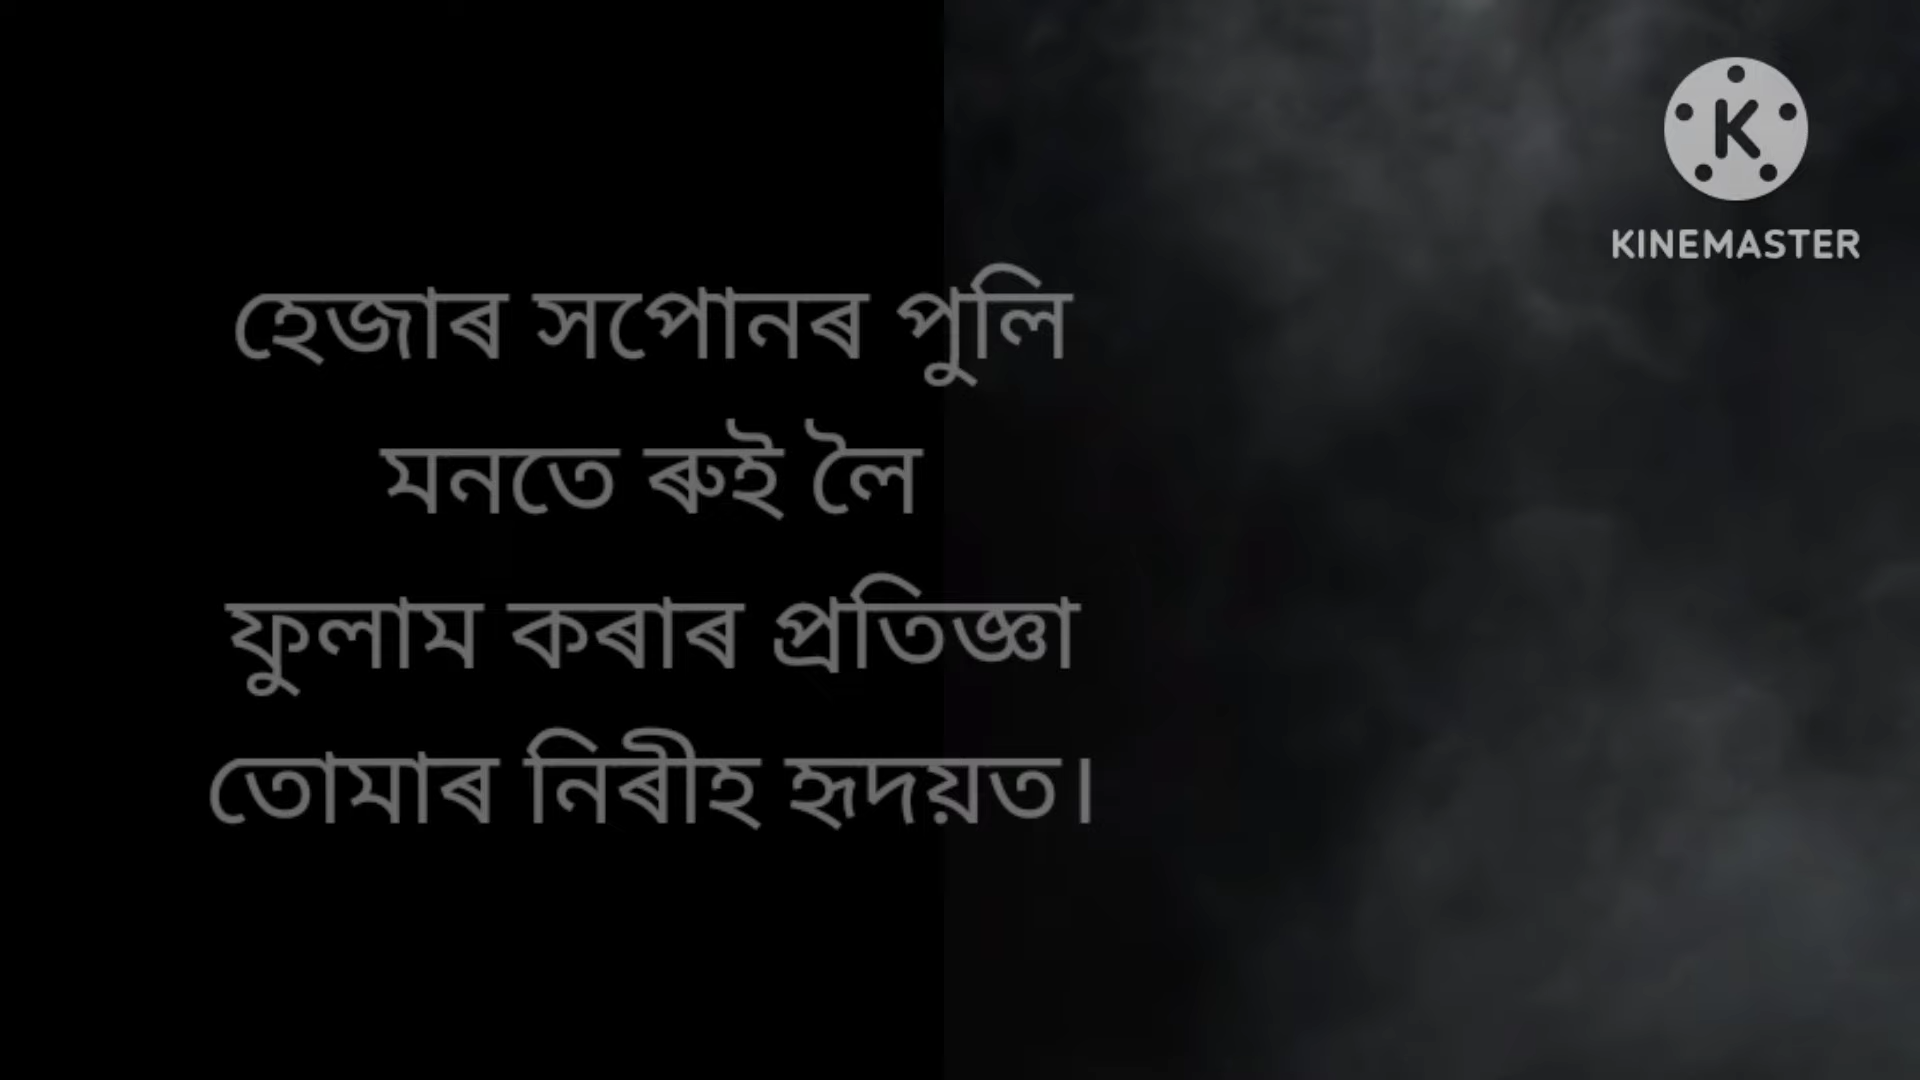 KINEMASTER
হেজাৰ সপোনৰ পুলি
মনতে ৰুই লৈ
ফুলাম কৰাৰ প্ৰতিজ্ঞা
তোমাৰ নিৰীহ হৃদয়ত।